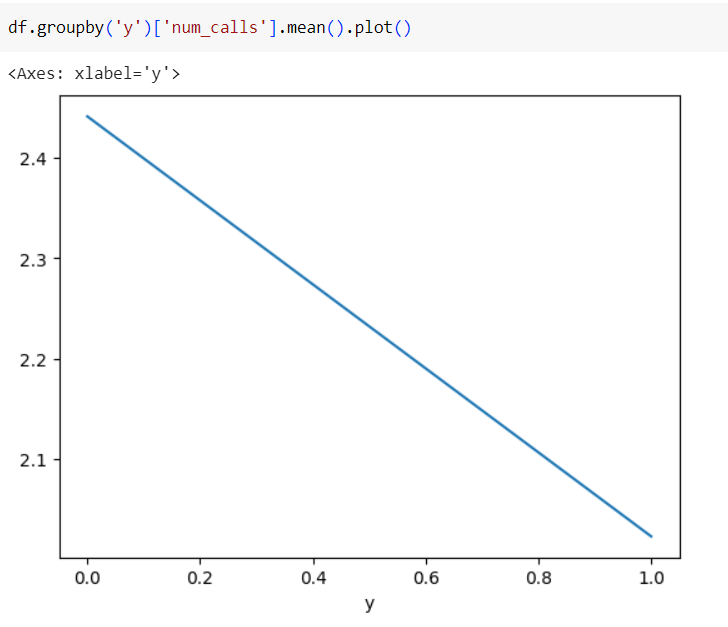 df.groupby('y')['num_calls'].mean().plot()
<Axes: xlabel='y'>
2.4
2.3
2.2
2.1
0.0 0.2 0.4 0.6 0.8 1.0
y